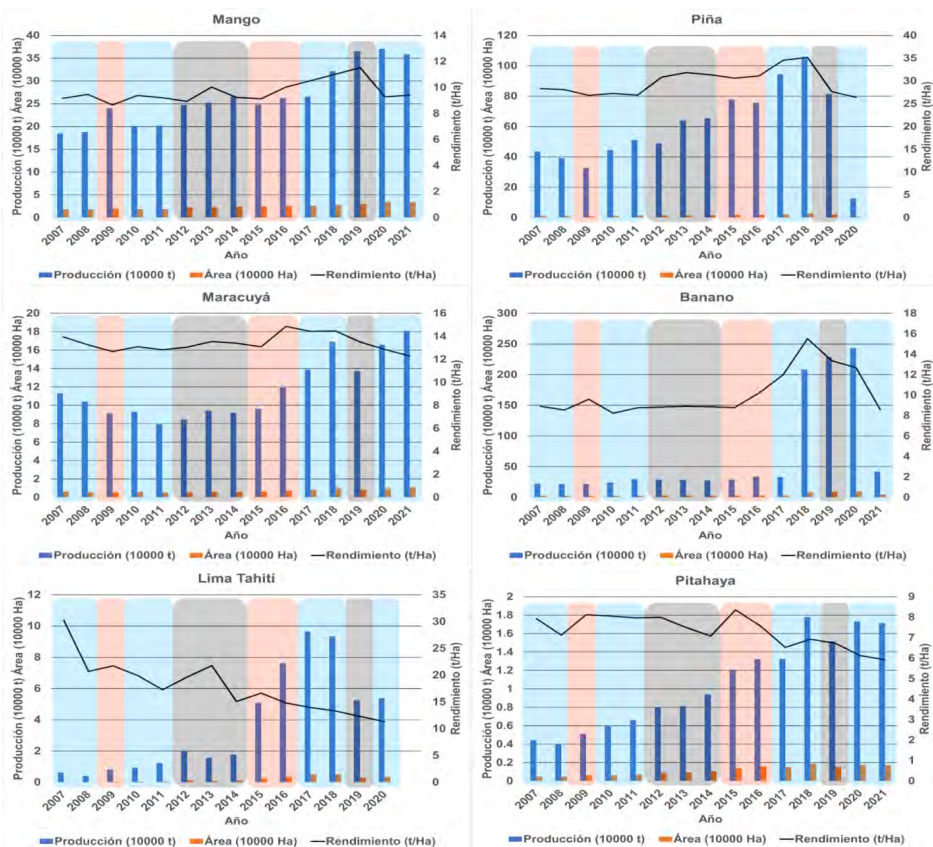 Mango
Producción (10000 t) Área (10000 Ha)
40
35
30
25
20
15
10
5
0
14
12
10
8
6
4
2
0
Rendimiento (t/Ha)
2007 2008 2009 2010 2011 2012 2013 2014 2015 2016 2017 2018 2019 2020 2021
Año
Producción (10000 t) Área (10000 Ha) Rendimiento (t/Ha)
Piña
Producción (10000 t) Área (10000 Ha)
120
100
80
60
40
20
0
40
35
30
25
20
15
10
5
0
Rendimiento (t/Ha)
2007 2008 2009 2010 2011 2012 2013 2014 2015 2016 2017 2018 2019 2020
Año
Producción (10000 t) Área (10000 Ha) Rendimiento (t/Ha)
Maracuyá
Producción (10000 t) Área (10000 Ha)
20
18
16
14
12
10
8
6
4
2
0
16
14
12
10
8
6
4
2
0
Rendimiento (t/Ha)
2007 2008 2009 2010 2011 2012 2013 2014 2015 2016 2017 2018 2019 2020 2021
Año
Producción (10000 t) Área (10000 Ha) Rendimiento (t/Ha)
Banano
Producción (10000 t) Área (10000 Ha)
300
250
200
150
100
50
0
18
16
14
12
10
8
6
4
2
0
Rendimiento (t/Ha)
2007 2008 2009 2010 2011 2012 2013 2014 2015 2016 2017 2018 2019 2020 2021
Año
Producción (10000 t) Área (10000 Ha) Rendimiento (t/Ha)
Lima Tahití
Producción (10000 t) Área (10000 Ha)
12
10
8
6
4
2
0
35
30
25
20
15
10
5
0
Rendimiento (t/Ha)
2007 2008 2009 2010 2011 2012 2013 2014 2015 2016 2017 2018 2019 2020
Año
Producción (10000 t) Área (10000 Ha) Rendimiento (t/Ha)
Pitahaya
Producción (10000 t) Área (10000 Ha)
2
1.8
1.6
1.4
1.2
1
0.8
0.6
0.4
0.2
0
9
8
7
6
5
4
3
2
1
0
Rendimiento (t/Ha)
2007 2008 2009 2010 2011 2012 2013 2014 2015 2016 2017 2018 2019 2020 2021
Año
Producción (10000 t) Área (10000 Ha) Rendimiento (t/Ha)